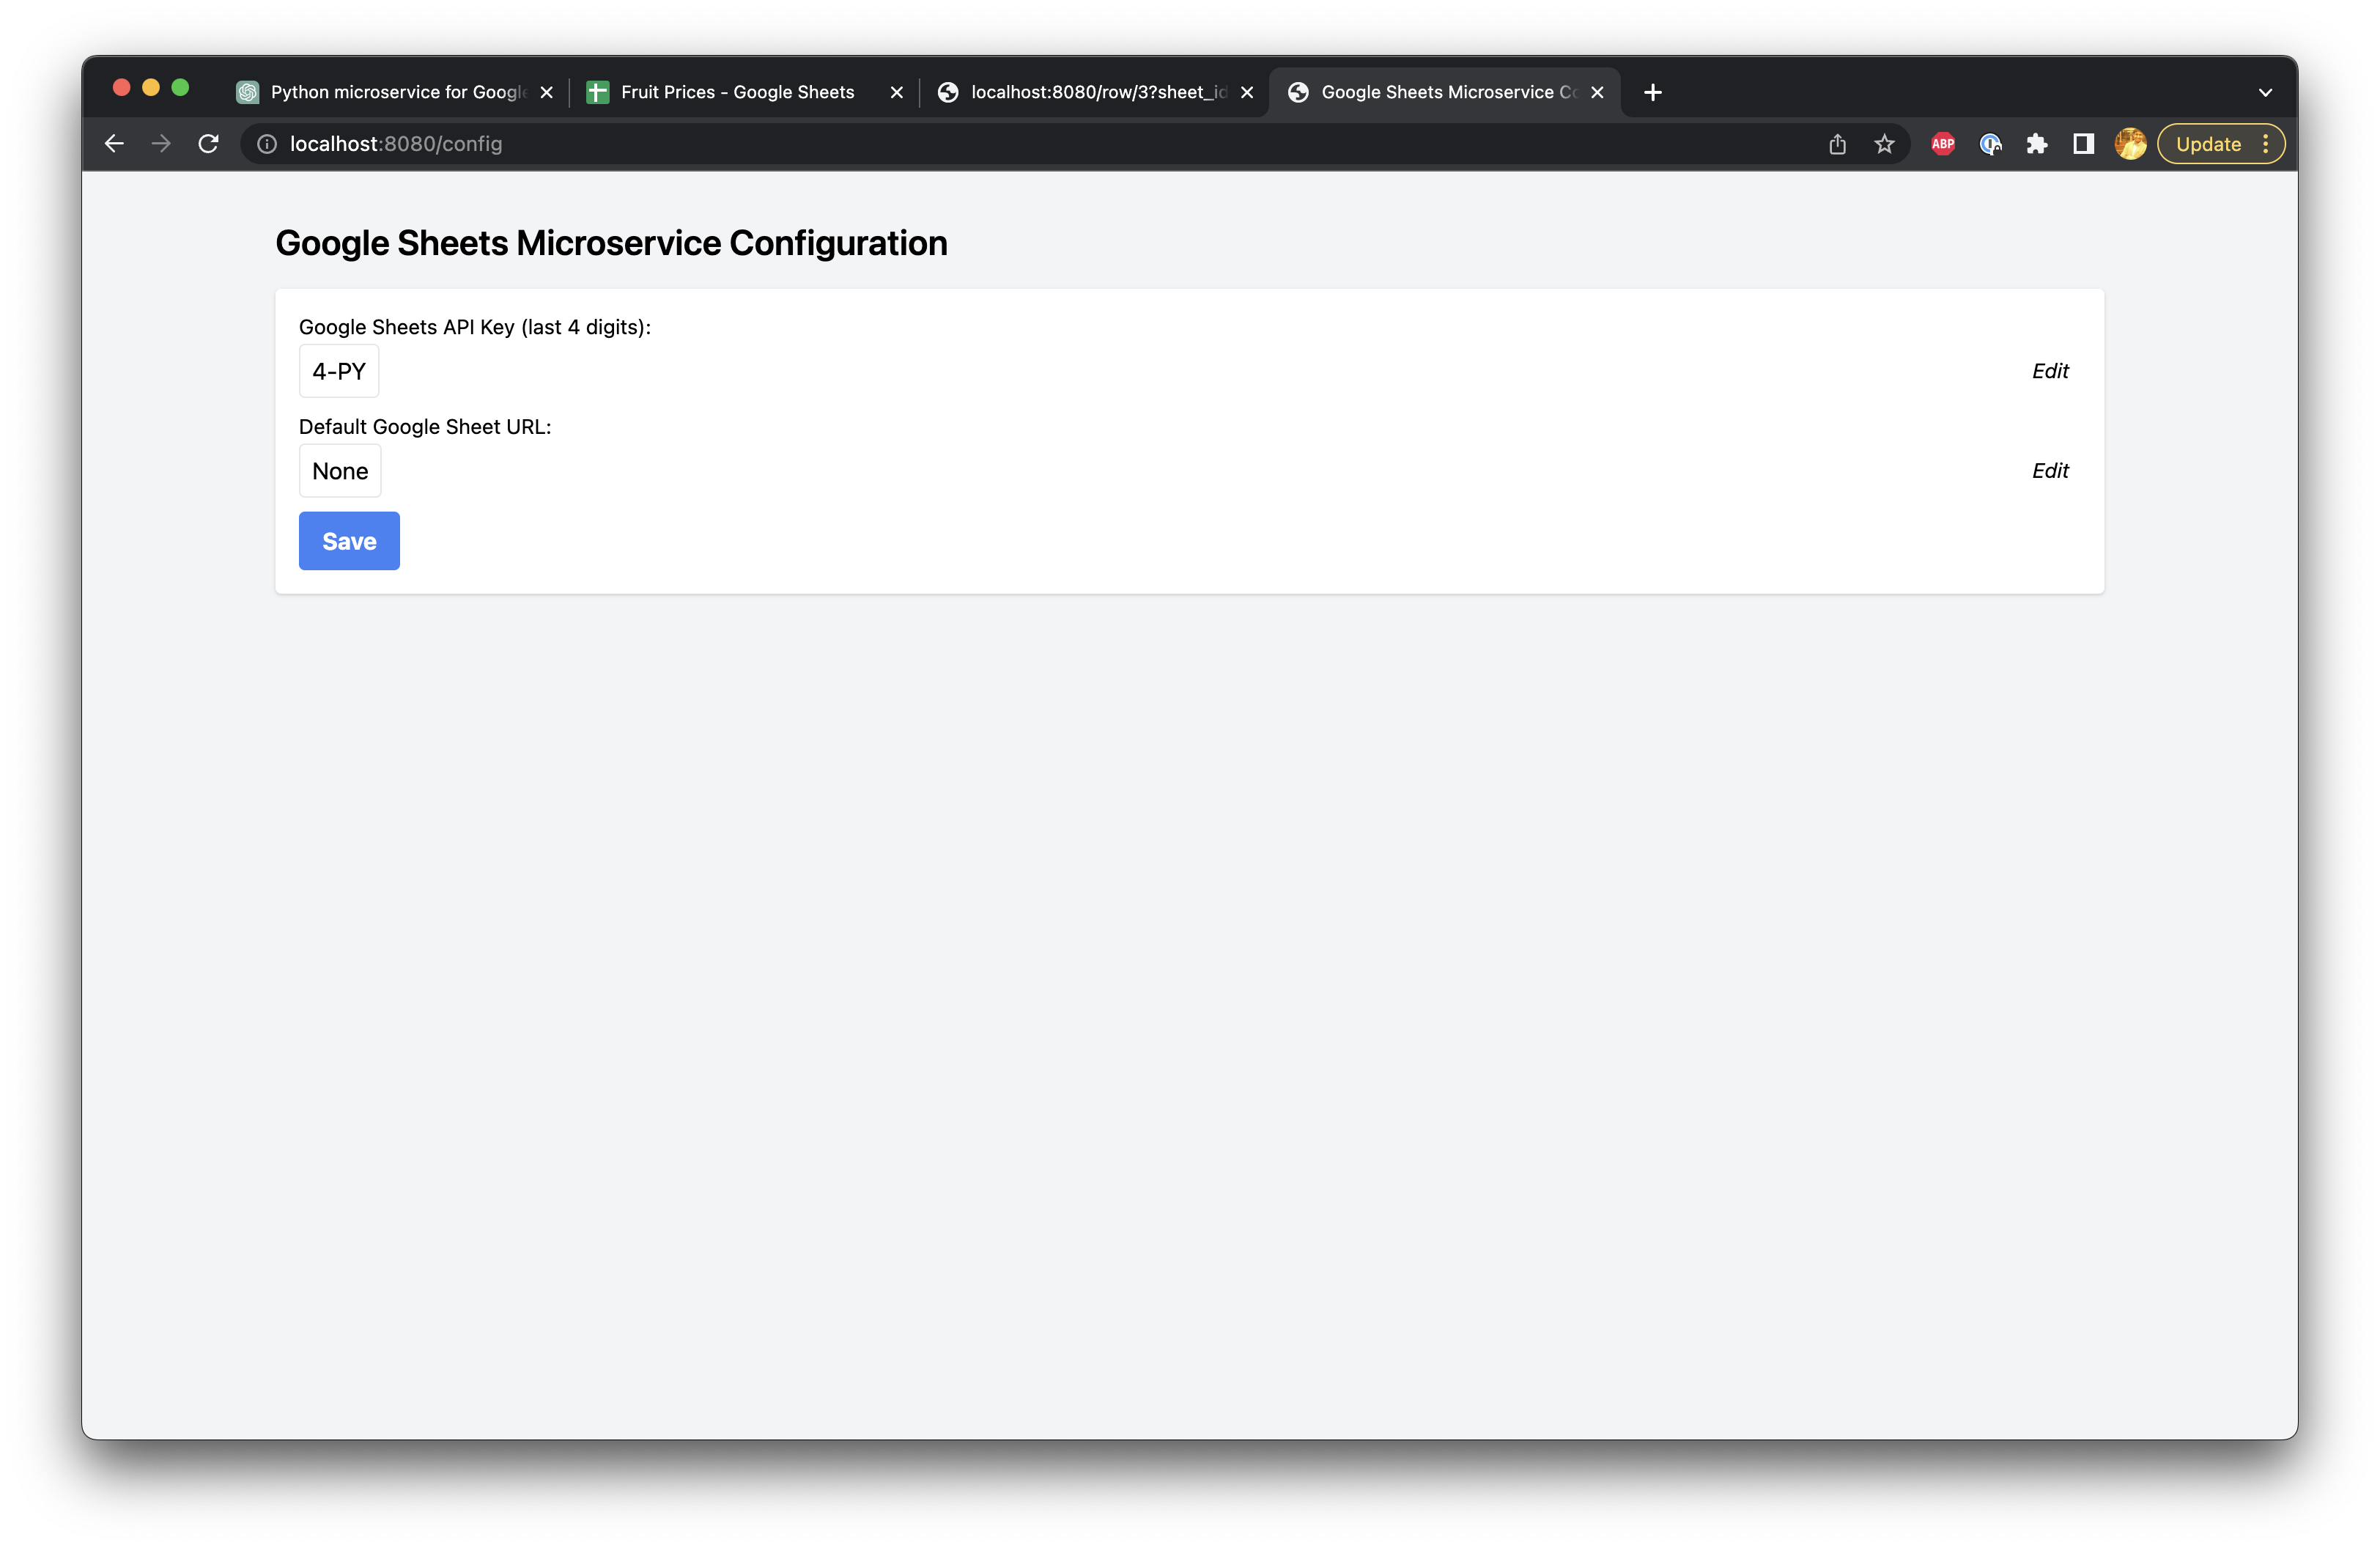 Python microservice for Google
Fruit Prices - Google Sheets
localhost:8080/row/3?sheet_id
Google Sheets Microservice Co
localhost:8080/config
ABP
Update
Google Sheets Microservice Configuration
Google Sheets API Key (last 4 digits):
4-PY
Edit
Default Google Sheet URL:
None
Edit
Save